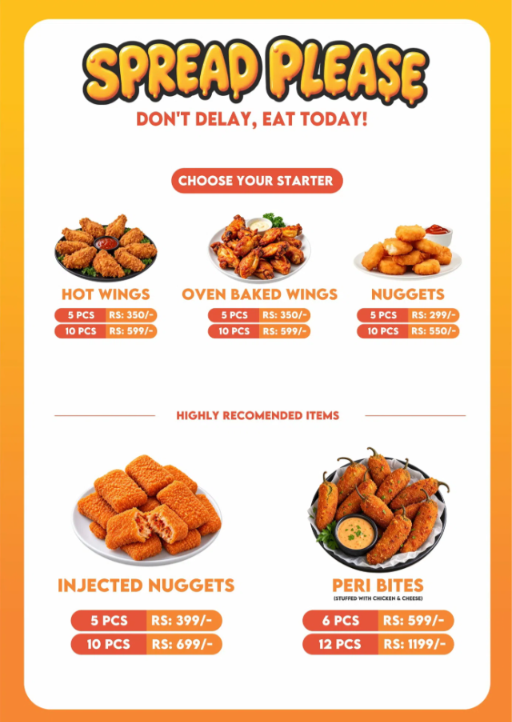 SPREAD PLEASE
DON'T DELAY, EAT TODAY!
CHOOSE YOUR STARTER
HOT WINGS
5 PCS RS: 350/-
10 PCS RS: 599/-
OVEN BAKED WINGS
5 PCS RS: 350/-
10 PCS RS: 599/-
NUGGETS
5 PCS RS: 299/-
10 PCS RS: 550/-
HIGHLY RECOMENDED ITEMS
INJECTED NUGGETS
5 PCS RS: 399/-
10 PCS RS: 699/-
PERI BITES
(STUFFED WITH CHICKEN & CHEESE)
6 PCS RS: 599/-
12 PCS RS: 1199/-